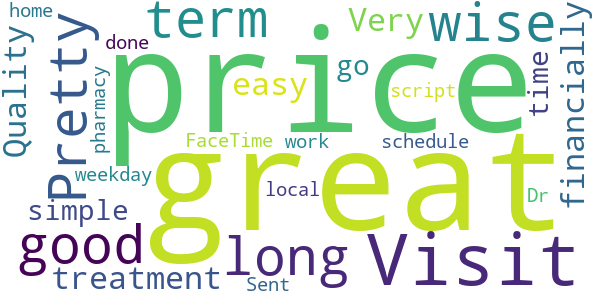 home
term
Very
wise
done
Quality
Pretty
price
pharmacy
easy
go
script
time
financially
FaceTime
work
schedule
great
weekday
local
Dr
simple
good
long
Visit
treatment
Sent